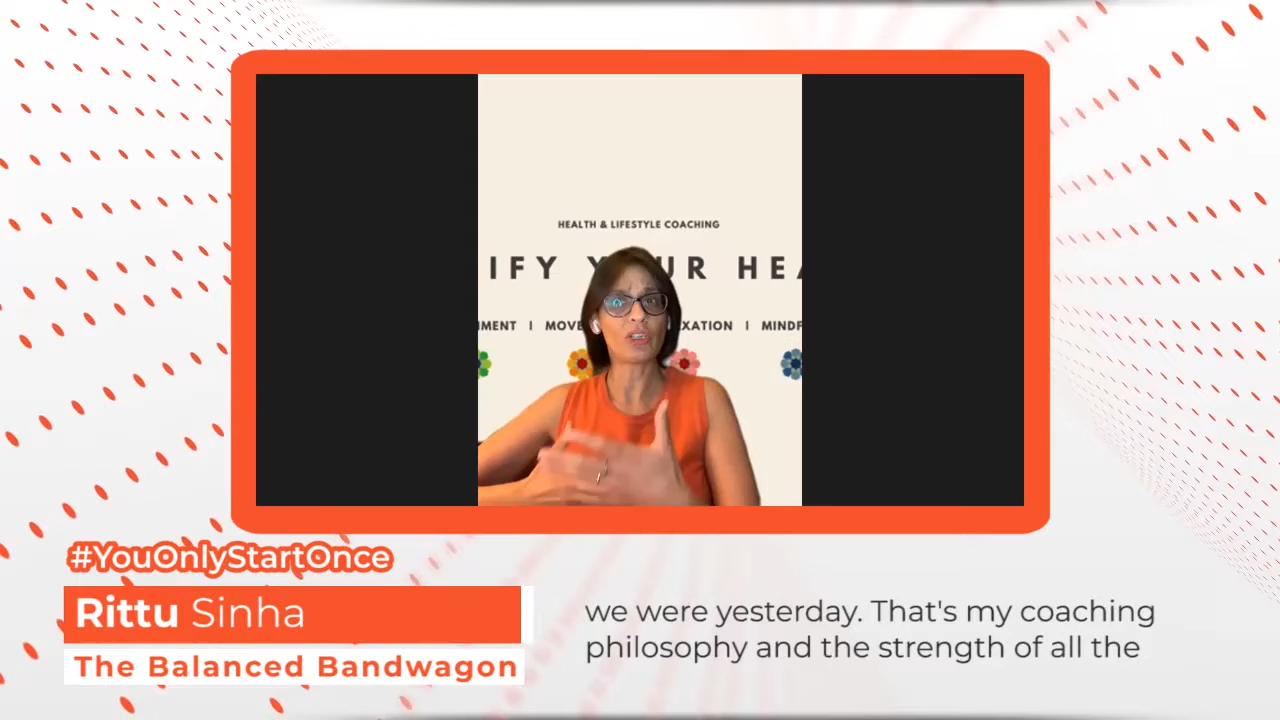 HEALTH & LIFESTYLE COACHING
IFY Y UR HEA
MENT | MOVE XATION | MINDF
#YouOnlyStartOnce
Rittu Sinha
The Balanced Bandwagon
we were yesterday. That's my coaching
philosophy and the strength of all the